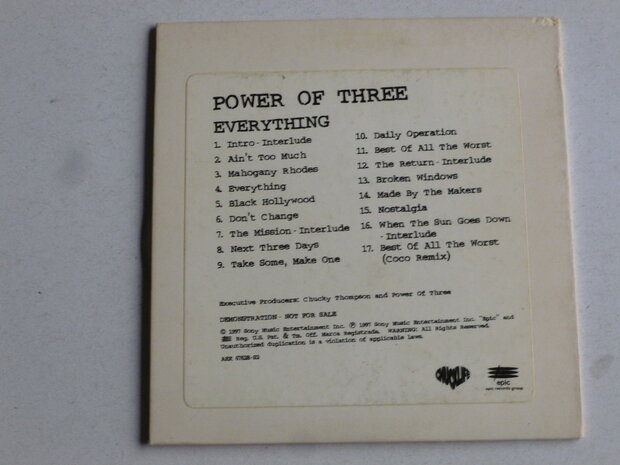 POWER OF THREE
EVERYTHING
1. Intro-Interlude
2. Ain't Too Much
3. Mahogany Rhodes
4. Everything
5. Black Hollywood
6. Don't Change
7. The Mission-Interlude
8. Next Three Days
9. Take Some, Make One
10. Daily Operation
11. Best Of All The Worst
12. The Return-Interlude
13. Broken Windows
14. Made By The Makers
15. Nostalgia
16. When The Sun Goes Down
-Interlude
17. Best Of All The Worst
(Coco Remix)
Executive Producers: Chucky Thompson and Power Of Three
DEMONSTRATION - NOT FOR SALE
© 1997 Sony Music Entertainment Inc. ℗ 1997 Sony Music Entertainment Inc. "Epic" and
Reg. U.S. Pat. & Tm. Off. Marca Registrada. WARNING: All Rights Reserved.
Unauthorized duplication is a violation of applicable laws.
CHUCKLIFE
epic
epic records group